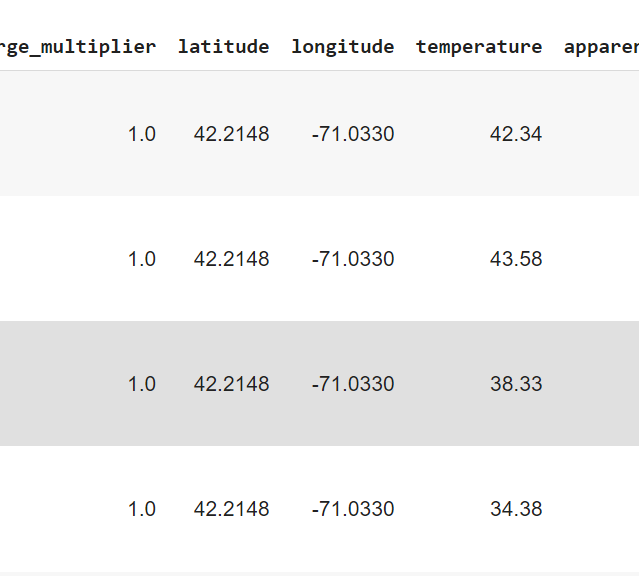 rge_multiplier latitude longitude temperature apparen
1.0 42.2148 -71.0330 42.34
1.0 42.2148 -71.0330 43.58
1.0 42.2148 -71.0330 38.33
1.0 42.2148 -71.0330 34.38